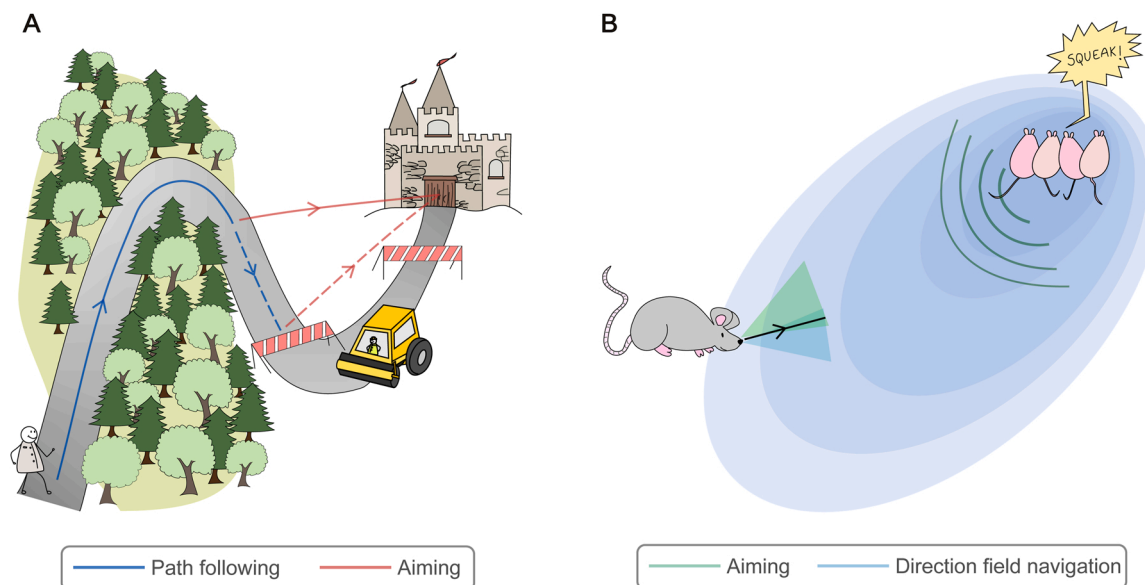 A
B
SQUEAK!
Path following
Aiming
Aiming
Direction field navigation